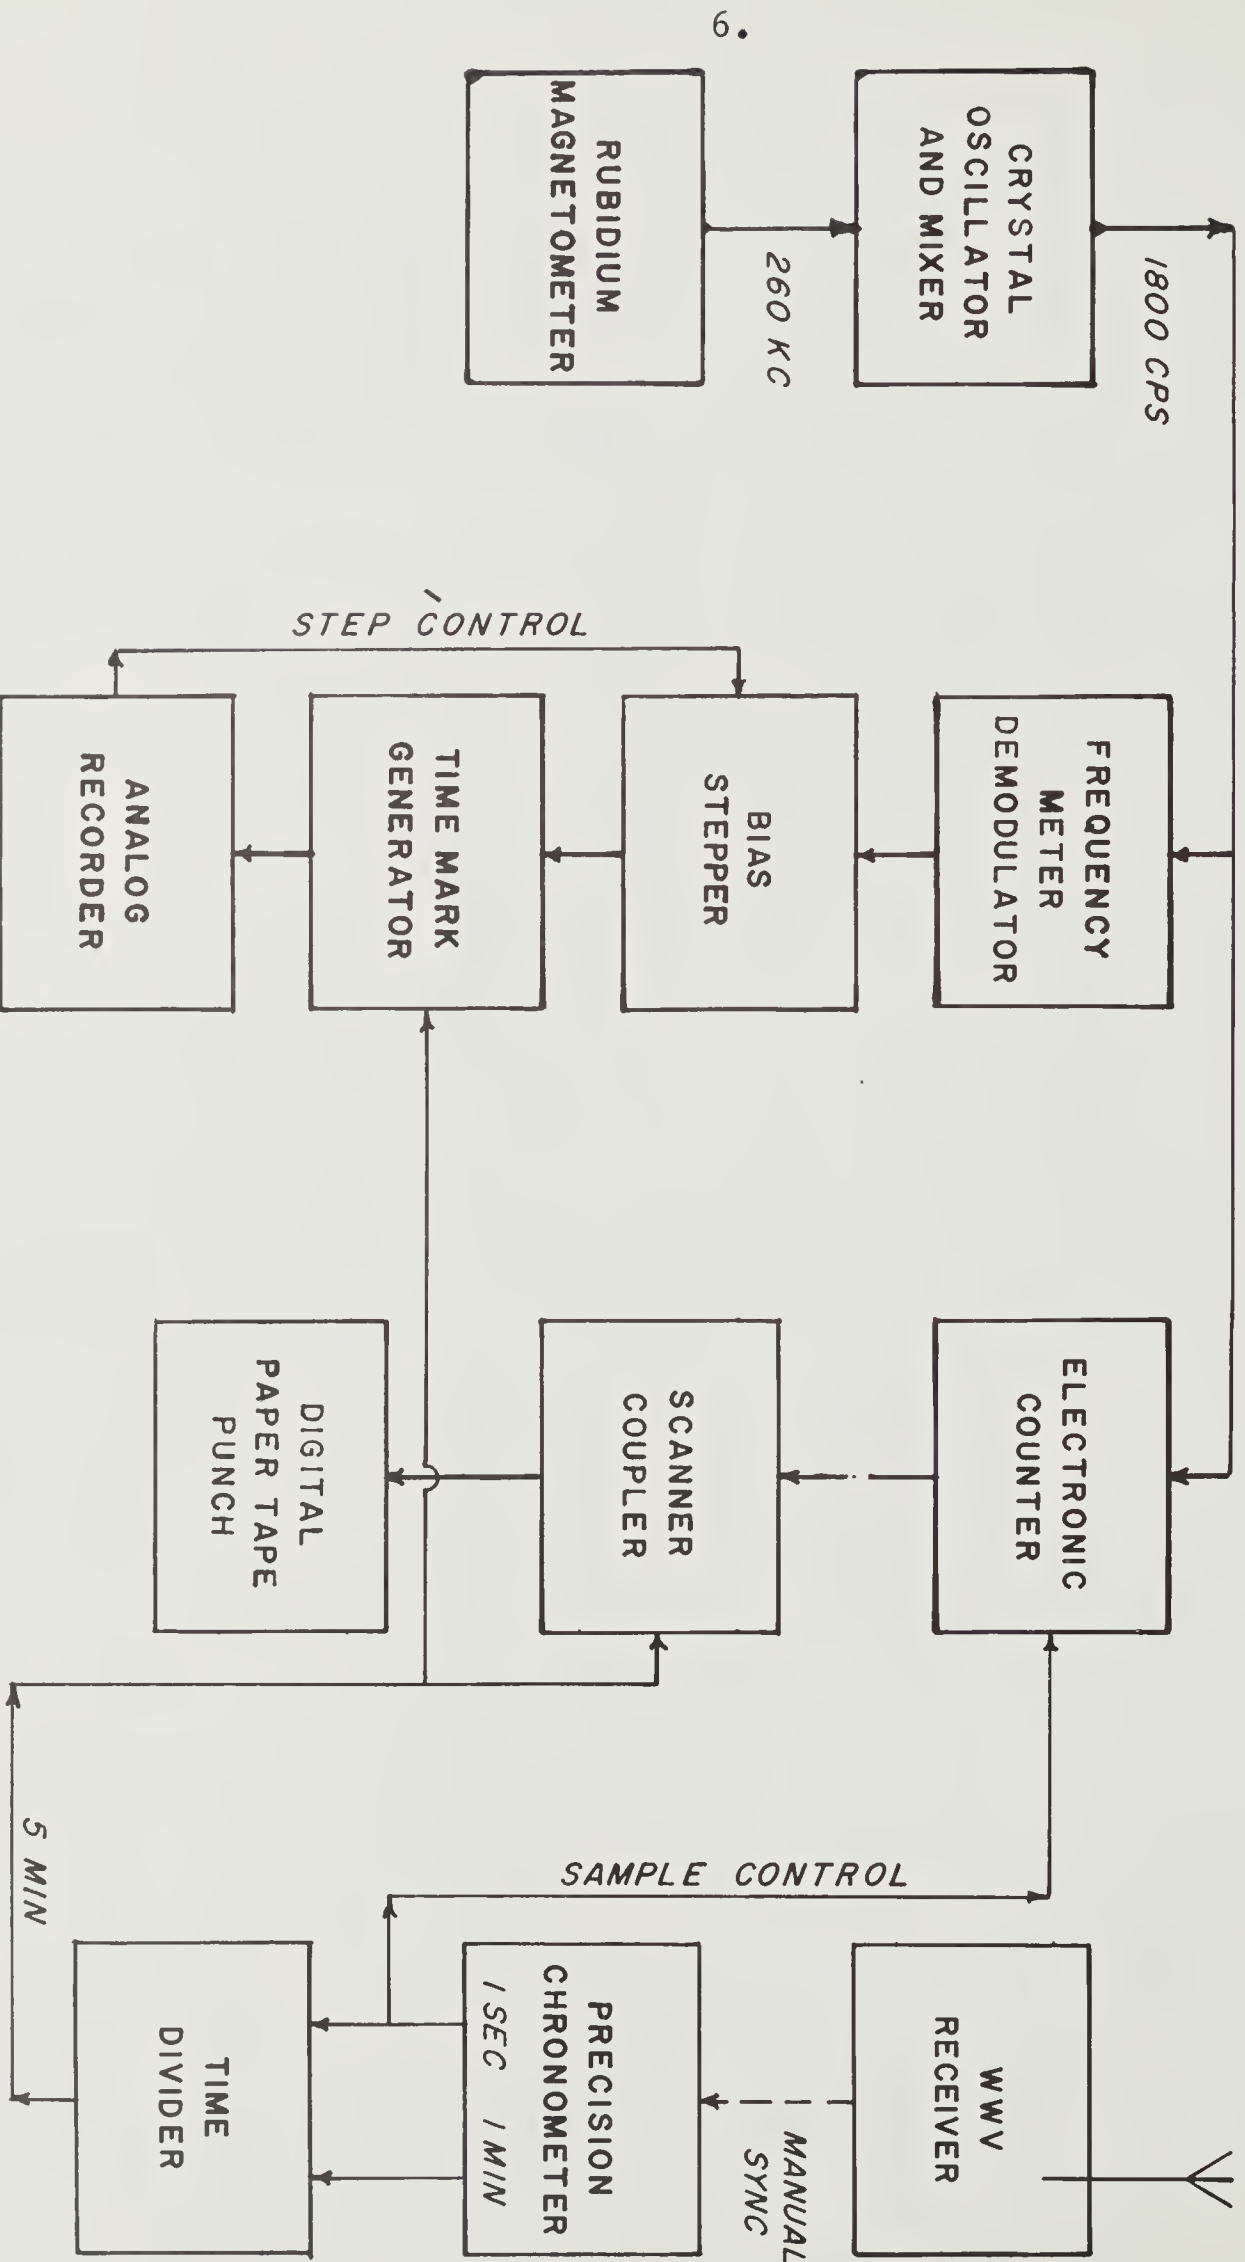 6.
CRYSTAL
OSCILLATOR
AND MIXER
1800 CPS
RUBIDIUM
MAGNETOMETER
260 KC
FREQUENCY
METER
DEMODULATOR
BIAS
STEPPER
TIME MARK
GENERATOR
ANALOG
RECORDER
STEP CONTROL
ELECTRONIC
COUNTER
SCANNER
COUPLER
DIGITAL
PAPER TAPE
PUNCH
SAMPLE CONTROL
WWV
RECEIVER
MANUAL
SYNC
PRECISION
CHRONOMETER
1 SEC 1 MIN
TIME
DIVIDER
5 MIN